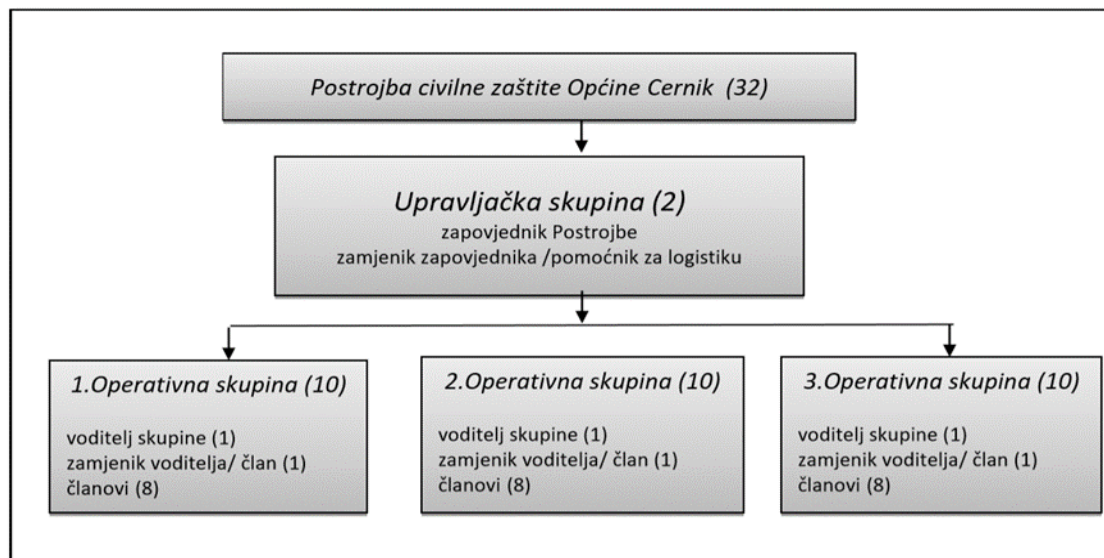 Postrojba civilne zaštite Općine Cernik (32)
Upravljačka skupina (2)
zapovjednik Postrojbe
zamjenik zapovjednika /pomoćnik za logistiku
1.Operativna skupina (10)
voditelj skupine (1)
zamjenik voditelja/ član (1)
članovi (8)
2.Operativna skupina (10)
voditelj skupine (1)
zamjenik voditelja/ član (1)
članovi (8)
3.Operativna skupina (10)
voditelj skupine (1)
zamjenik voditelja/ član (1)
članovi (8)